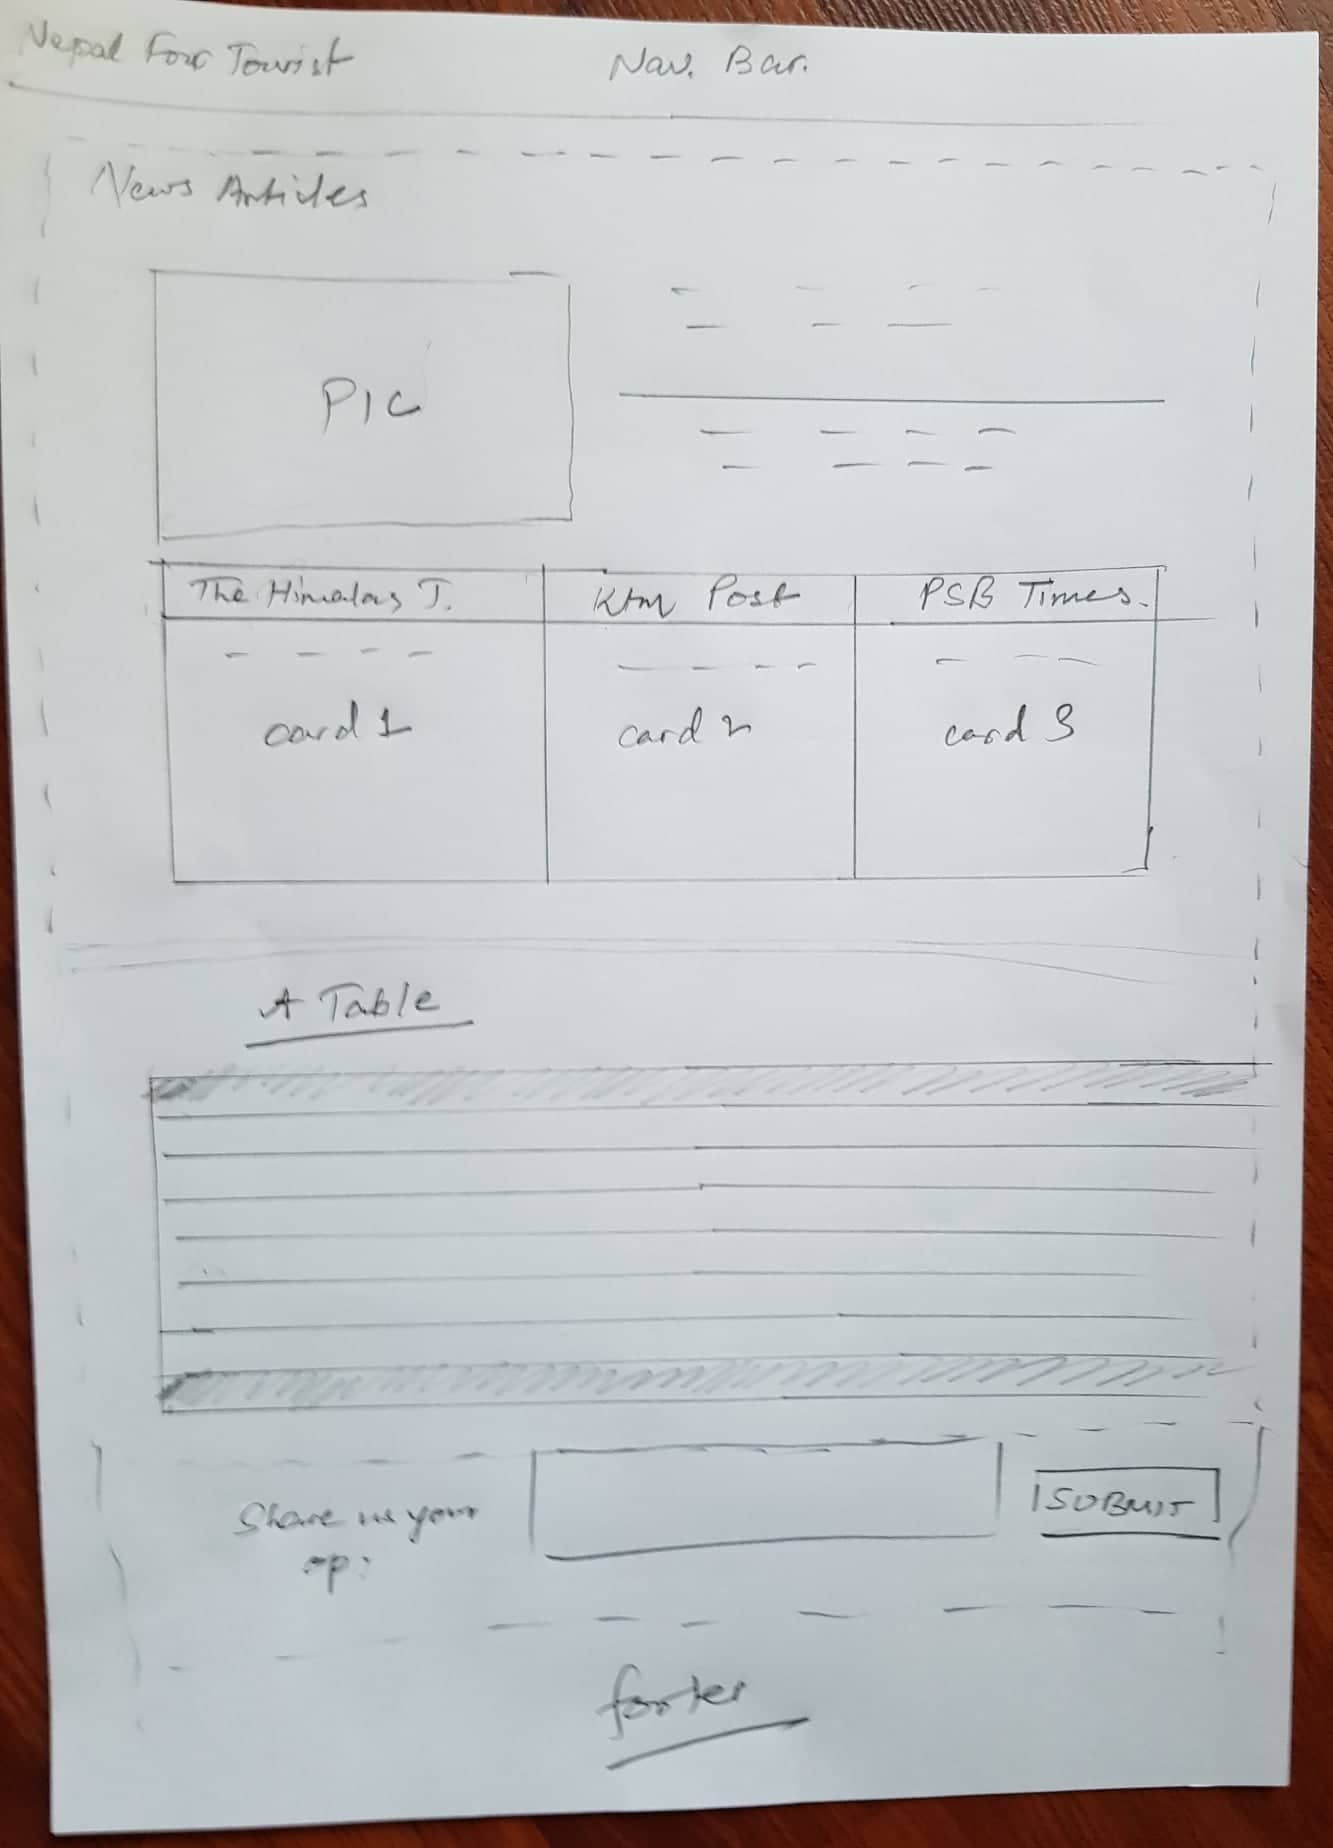 Nepal For Tourist
Nav. Bar.
News Articles
PIC
The Himalas T.
Ktm Post
PSB Times.
card 1
card 2
card 3
A Table
Share us your
op:
SUBMIT
footer